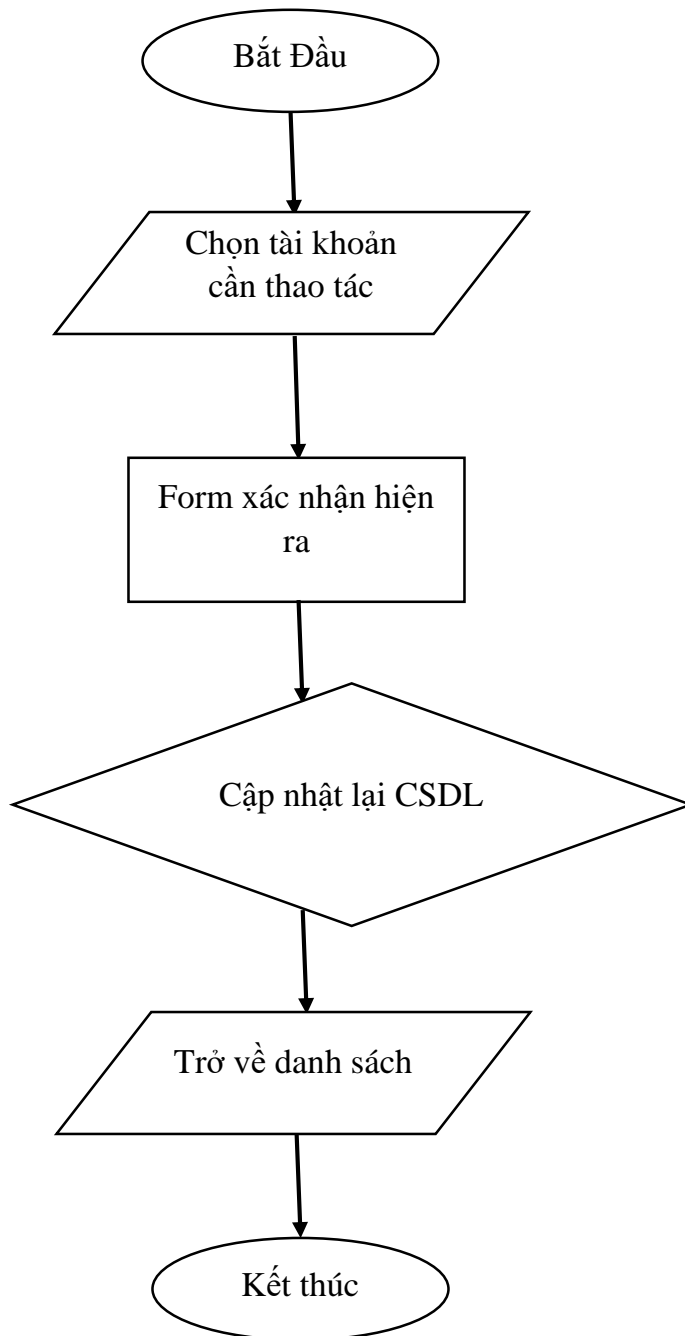 Bắt Đầu
Chọn tài khoản
cần thao tác
Form xác nhận hiện
ra
Cập nhật lại CSDL
Trở về danh sách
Kết thúc